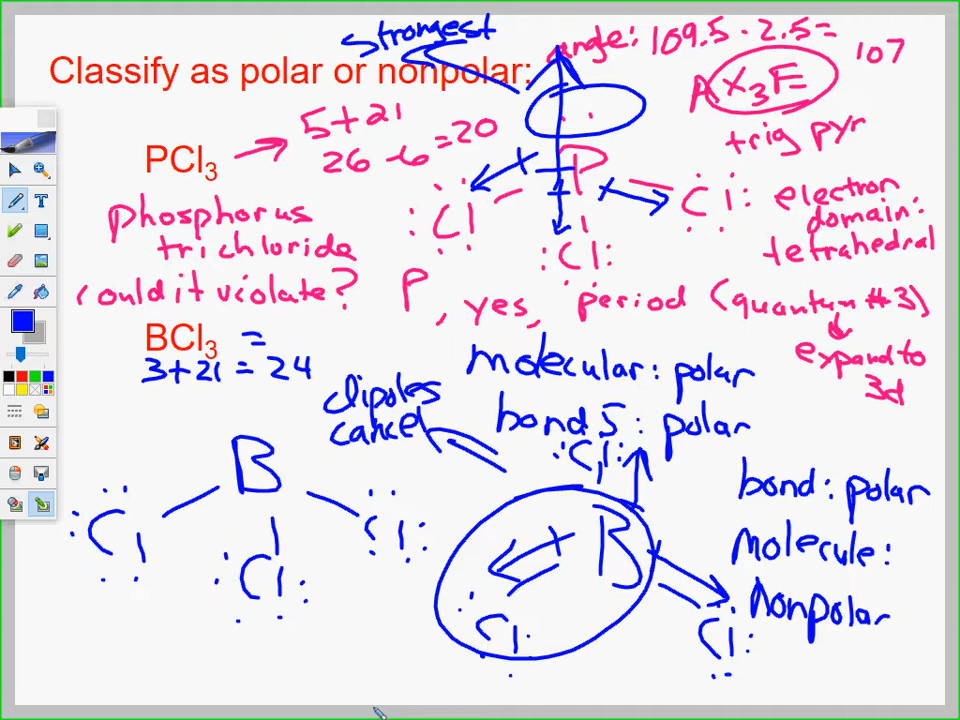 strongest
angle: 109.5 - 2.5 =
107
Classify as polar or nonpolar:
AX₃E
trig pyr
5 + 21
26 - 6 = 20
PCl₃
P
:Cl
Cl:
:Cl:
electron
domain:
tetrahedral
phosphorus
trichloride
could it violate? P, yes, period (quantum #3)
expand to
3d
BCl₃ =
3 + 21 = 24
molecular: polar
bonds: polar
dipoles
cancel
:Cl:
B
:Cl
Cl:
:Cl:
B
Cl
Cl:
bond: polar
molecule:
nonpolar